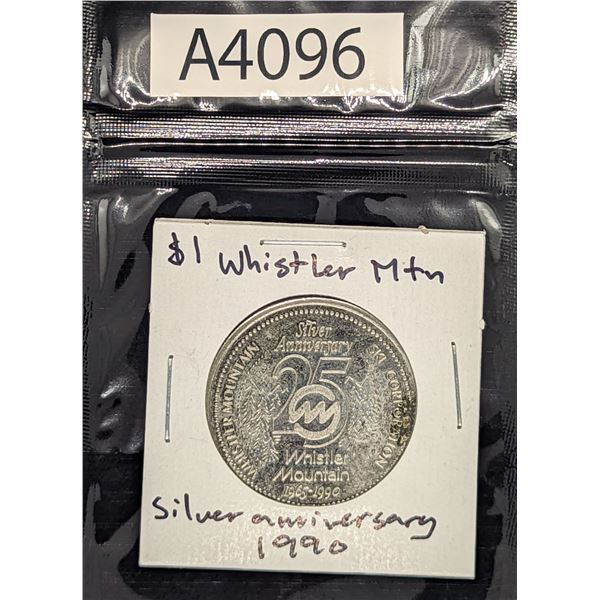 A4096
$1 Whistler Mtn
WHISTLER MOUNTAIN SKI CORPORATION
Silver
Anniversary
25
Whistler
Mountain
1965-1990
Silver anniversary
1990